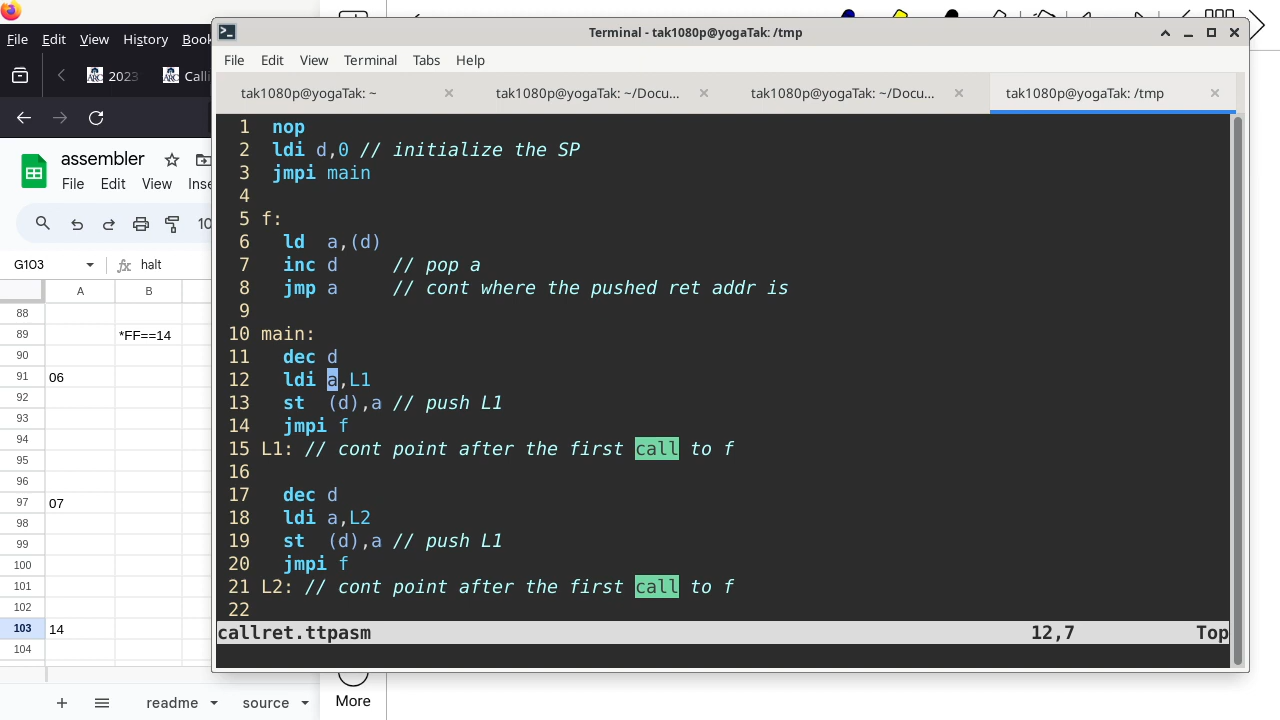 Terminal - tak1080p@yogaTak: /tmp
File Edit View History Book
File Edit View Terminal Tabs Help
2023 Calli
tak1080p@yogaTak: ~
tak1080p@yogaTak: ~/Docu...
tak1080p@yogaTak: ~/Docu...
tak1080p@yogaTak: /tmp
assembler
File Edit View Inse
10
G103 fx halt
A B
88
89 *FF==14
90
91 06
92
93
94
95
96
97 07
98
99
100
101
102
103 14
104
readme source
More
1 nop
2 ldi d,0 // initialize the SP
3 jmpi main
4
5 f:
6 ld a,(d)
7 inc d // pop a
8 jmp a // cont where the pushed ret addr is
9
10 main:
11 dec d
12 ldi a,L1
13 st (d),a // push L1
14 jmpi f
15 L1: // cont point after the first call to f
16
17 dec d
18 ldi a,L2
19 st (d),a // push L1
20 jmpi f
21 L2: // cont point after the first call to f
22
callret.ttpasm 12,7 Top